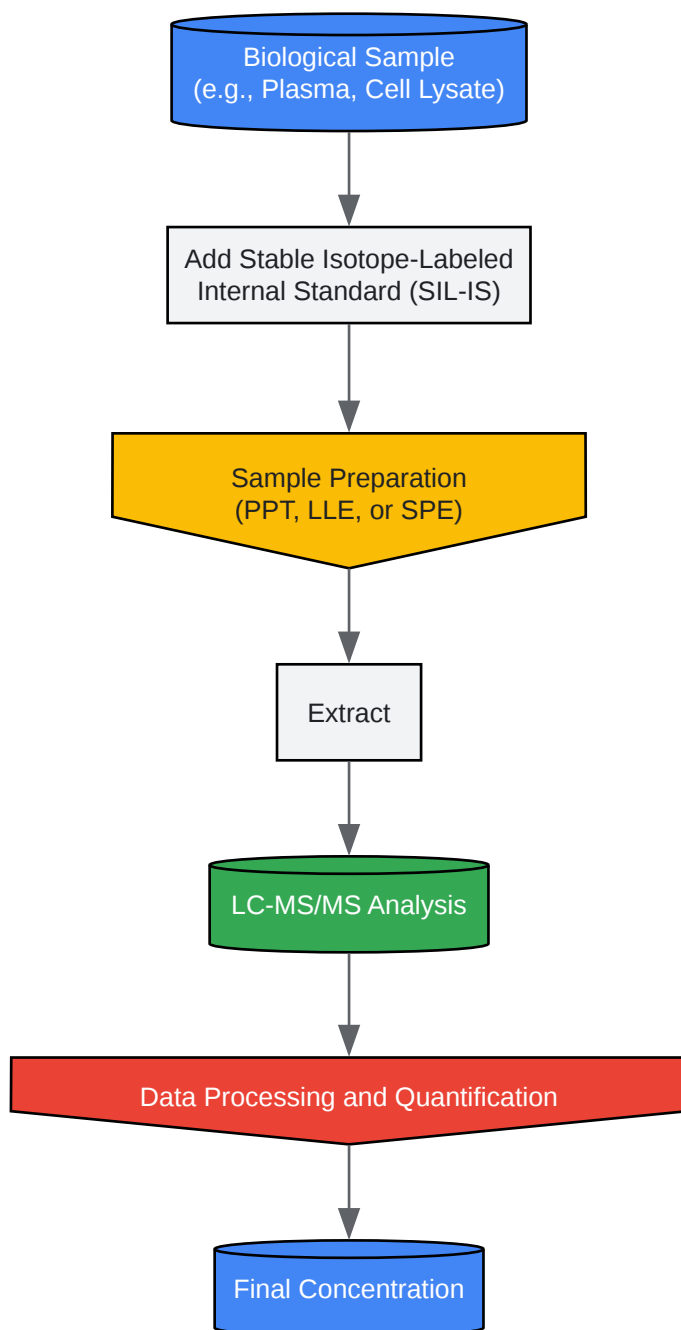 Biological Sample
(e.g., Plasma, Cell Lysate)
Add Stable Isotope-Labeled
Internal Standard (SIL-IS)
Sample Preparation
(PPT, LLE, or SPE)
Extract
LC-MS/MS Analysis
Data Processing and Quantification
Final Concentration